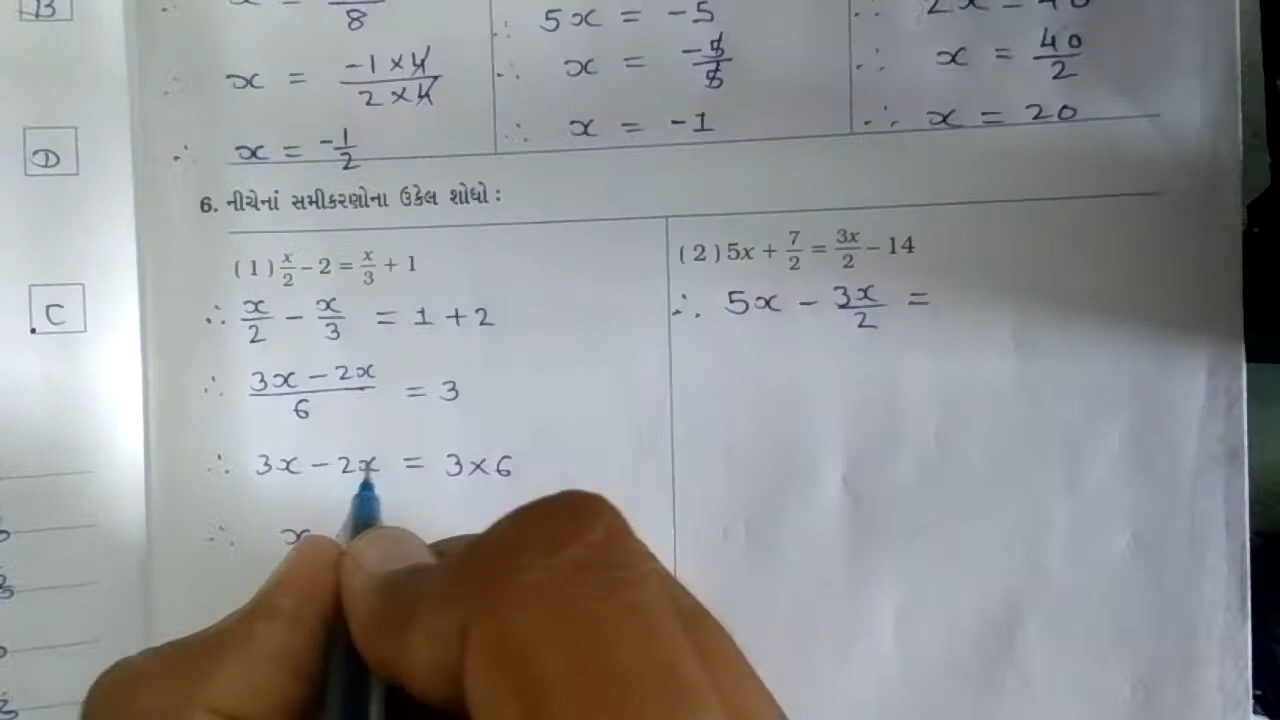 B
8
∴ x = -1 × 4 / 2 × 4
∴ x = -1/2
∴ 5x = -5
∴ x = -5/5
∴ x = -1
∴ x = 40/2
∴ x = 20
D
6. નીચેનાં સમીકરણોના ઉકેલ શોધો :
C
(1) x/2 - 2 = x/3 + 1
∴ x/2 - x/3 = 1 + 2
∴ 3x - 2x / 6 = 3
∴ 3x - 2x = 3 × 6
∴ x
(2) 5x + 7/2 = 3x/2 - 14
∴ 5x - 3x/2 =